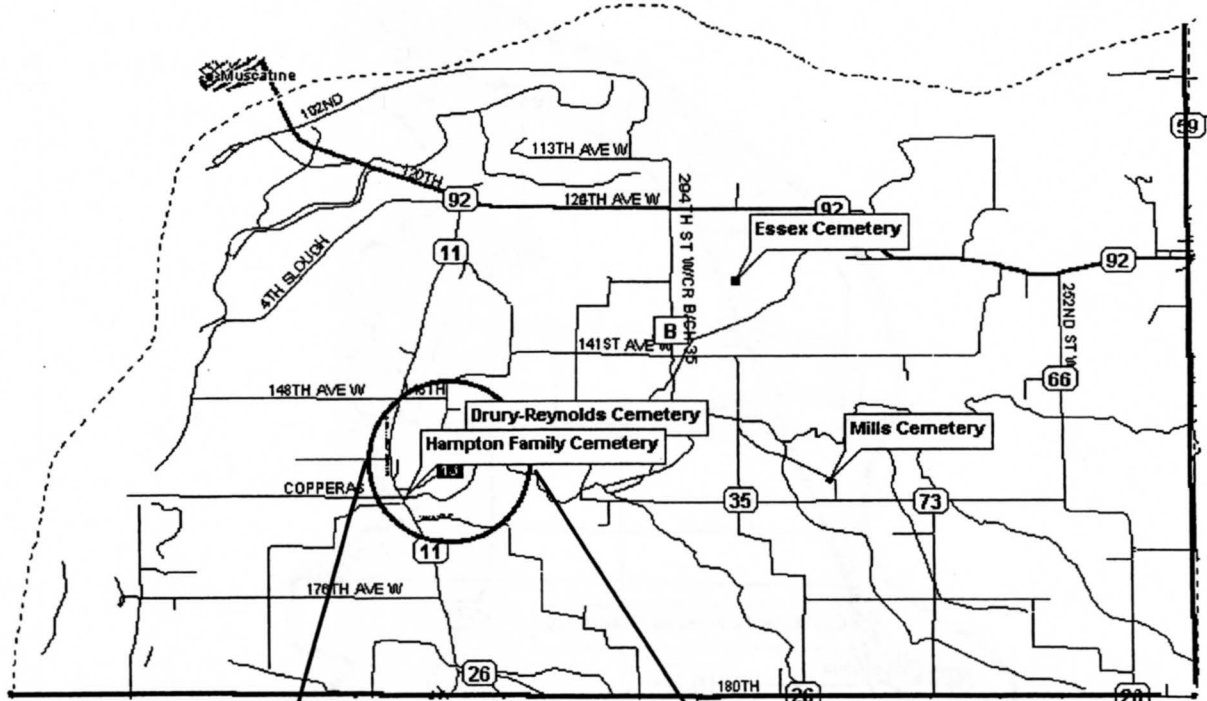 Muscatine
102ND
59
113TH AVE W
120TH
92
126TH AVE W
92
294TH ST W/CR B/CH 35
Essex Cemetery
11
4TH SLOUGH
92
262ND ST W
B
141ST AVE W
66
148TH AVE W
148TH
Drury-Reynolds Cemetery
Mills Cemetery
Hampton Family Cemetery
COPPERAS
35
73
11
176TH AVE W
26
180TH
26